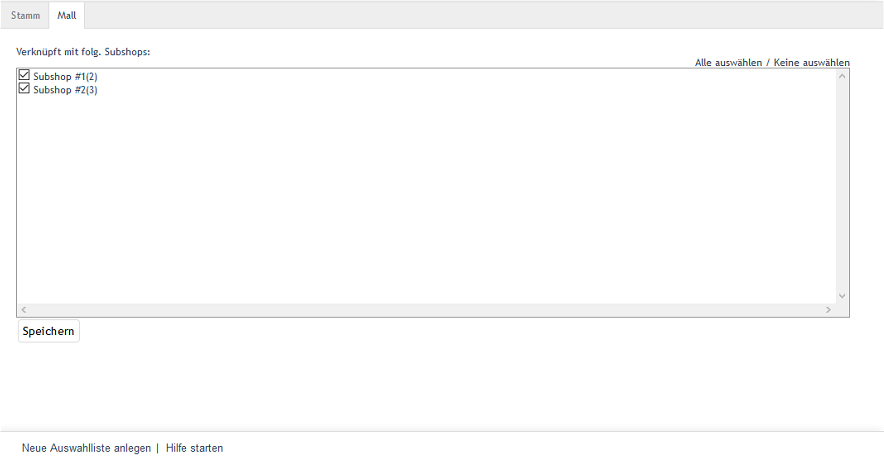 Stamm Mall
Verknüpft mit folg. Subshops:
Alle auswählen / Keine auswählen
Subshop #1(2)
Subshop #2(3)
Speichern
Neue Auswahlliste anlegen | Hilfe starten